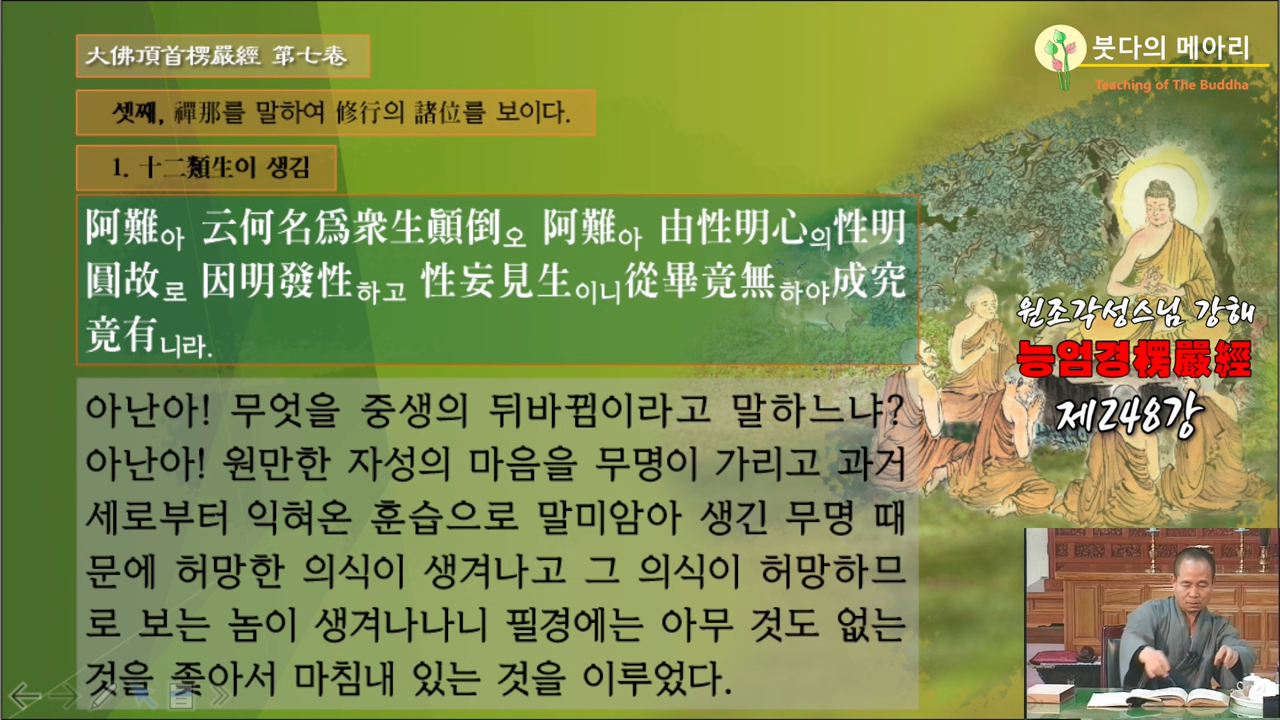 大佛頂首楞嚴經 第七卷
붓다의 메아리
Teaching of The Buddha
셋째, 禪那를 말하여 修行의 諸位를 보이다.
1. 十二類生이 생김
阿難아 云何名爲衆生顚倒오 阿難아 由性明心의性明
圓故로 因明發性하고 性妄見生이니從畢竟無하야成究
竟有니라.
아난아! 무엇을 중생의 뒤바뀜이라고 말하느냐?
아난아! 원만한 자성의 마음을 무명이 가리고 과거
세로부터 익혀온 훈습으로 말미암아 생긴 무명 때
문에 허망한 의식이 생겨나고 그 의식이 허망하므
로 보는 놈이 생겨나나니 필경에는 아무 것도 없는
것을 좇아서 마침내 있는 것을 이루었다.
원조각성스님 강해
능엄경楞嚴經
제248강